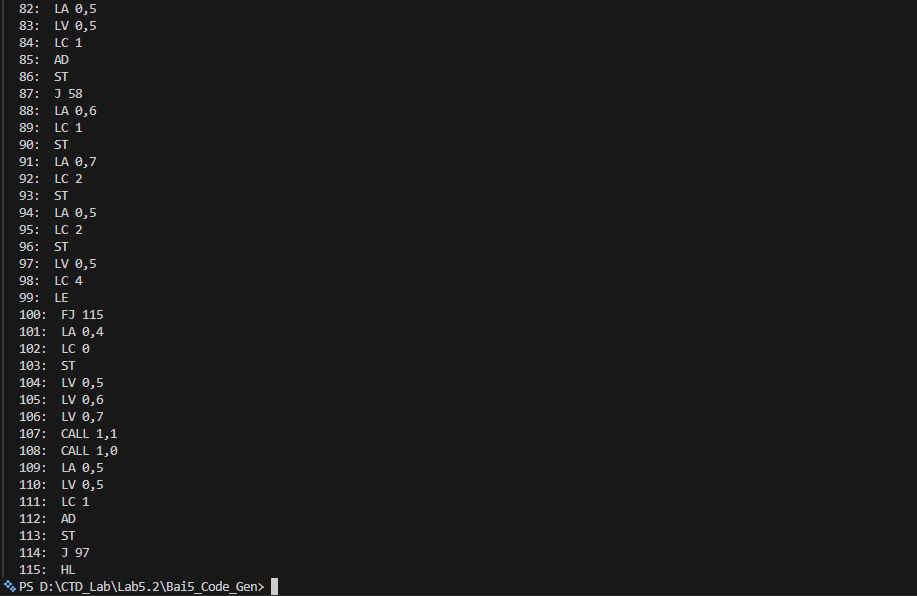 82:  LA 0,5
83:  LV 0,5
84:  LC 1
85:  AD
86:  ST
87:  J 58
88:  LA 0,6
89:  LC 1
90:  ST
91:  LA 0,7
92:  LC 2
93:  ST
94:  LA 0,5
95:  LC 2
96:  ST
97:  LV 0,5
98:  LC 4
99:  LE
100:  FJ 115
101:  LA 0,4
102:  LC 0
103:  ST
104:  LV 0,5
105:  LV 0,6
106:  LV 0,7
107:  CALL 1,1
108:  CALL 1,0
109:  LA 0,5
110:  LV 0,5
111:  LC 1
112:  AD
113:  ST
114:  J 97
115:  HL
PS D:\CTD_Lab\Lab5.2\Bai5_Code_Gen>